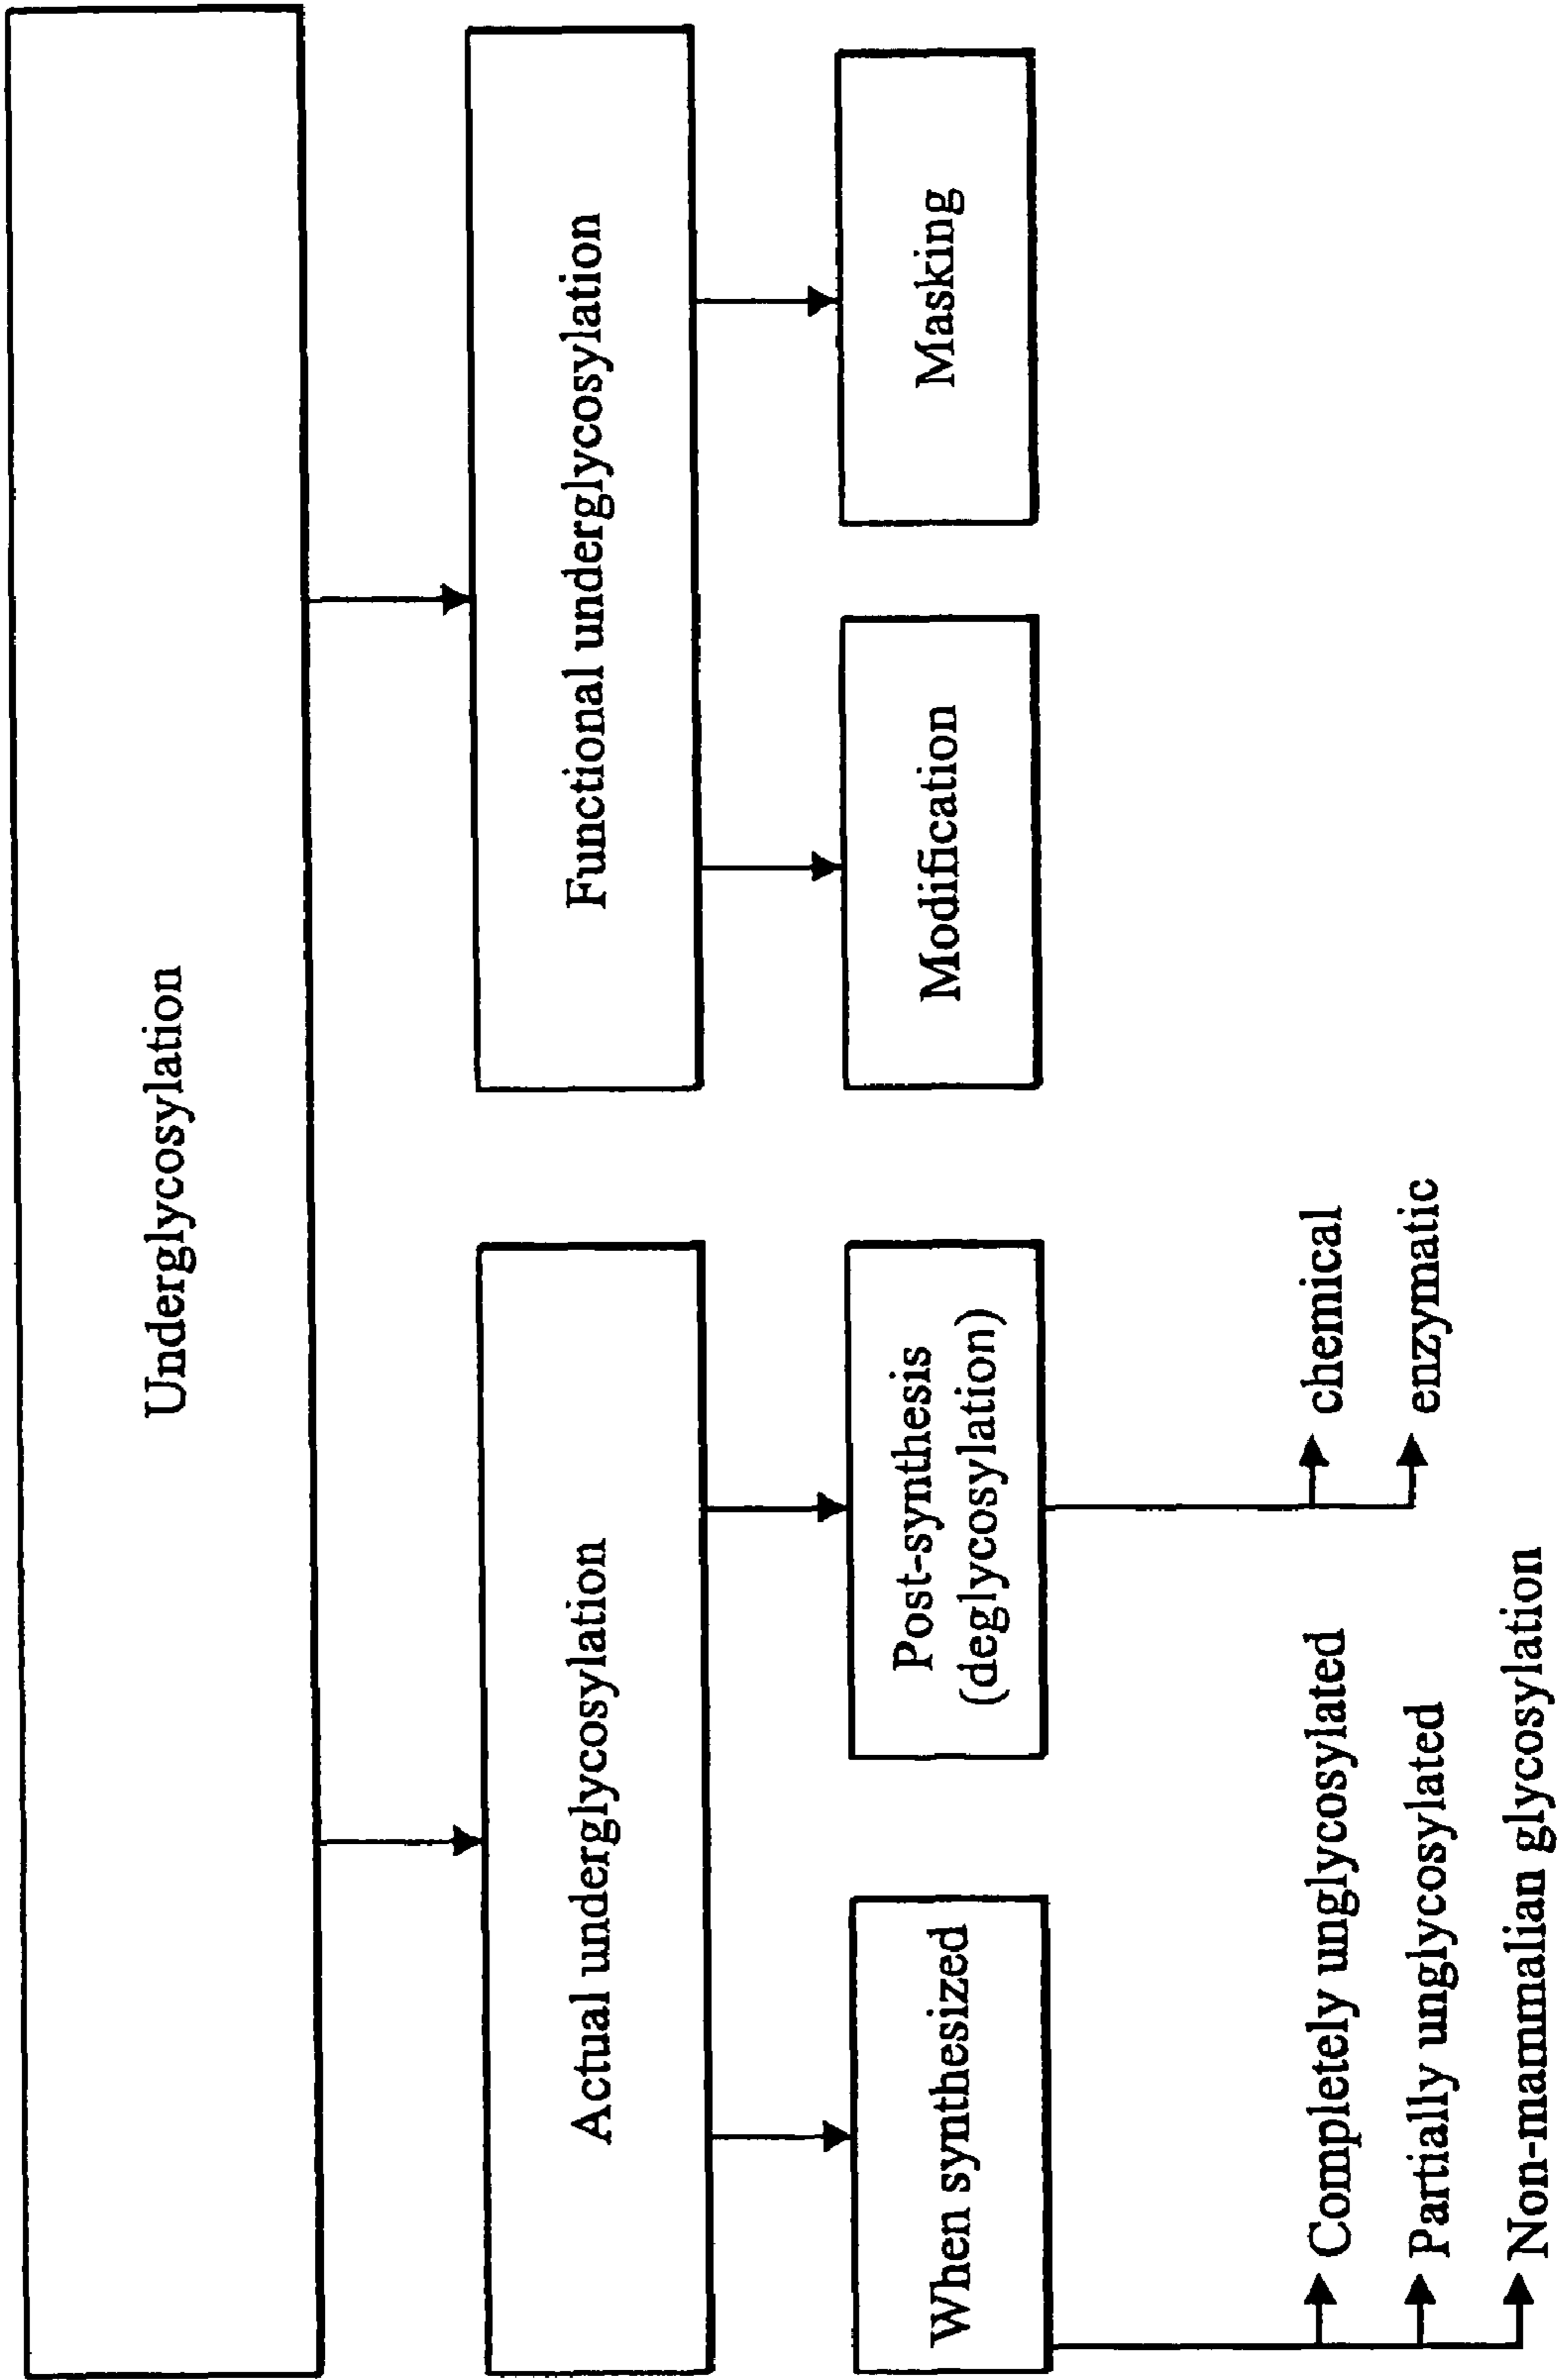 Underglycosylation
Actual underglycosylation
Functional underglycosylation
When synthesized
Post-synthesis
(deglycosylation)
Modification
Masking
Completely unglycosylated
Partially unglycosylated
Non-mammalian glycosylation
chemical
enzymatic